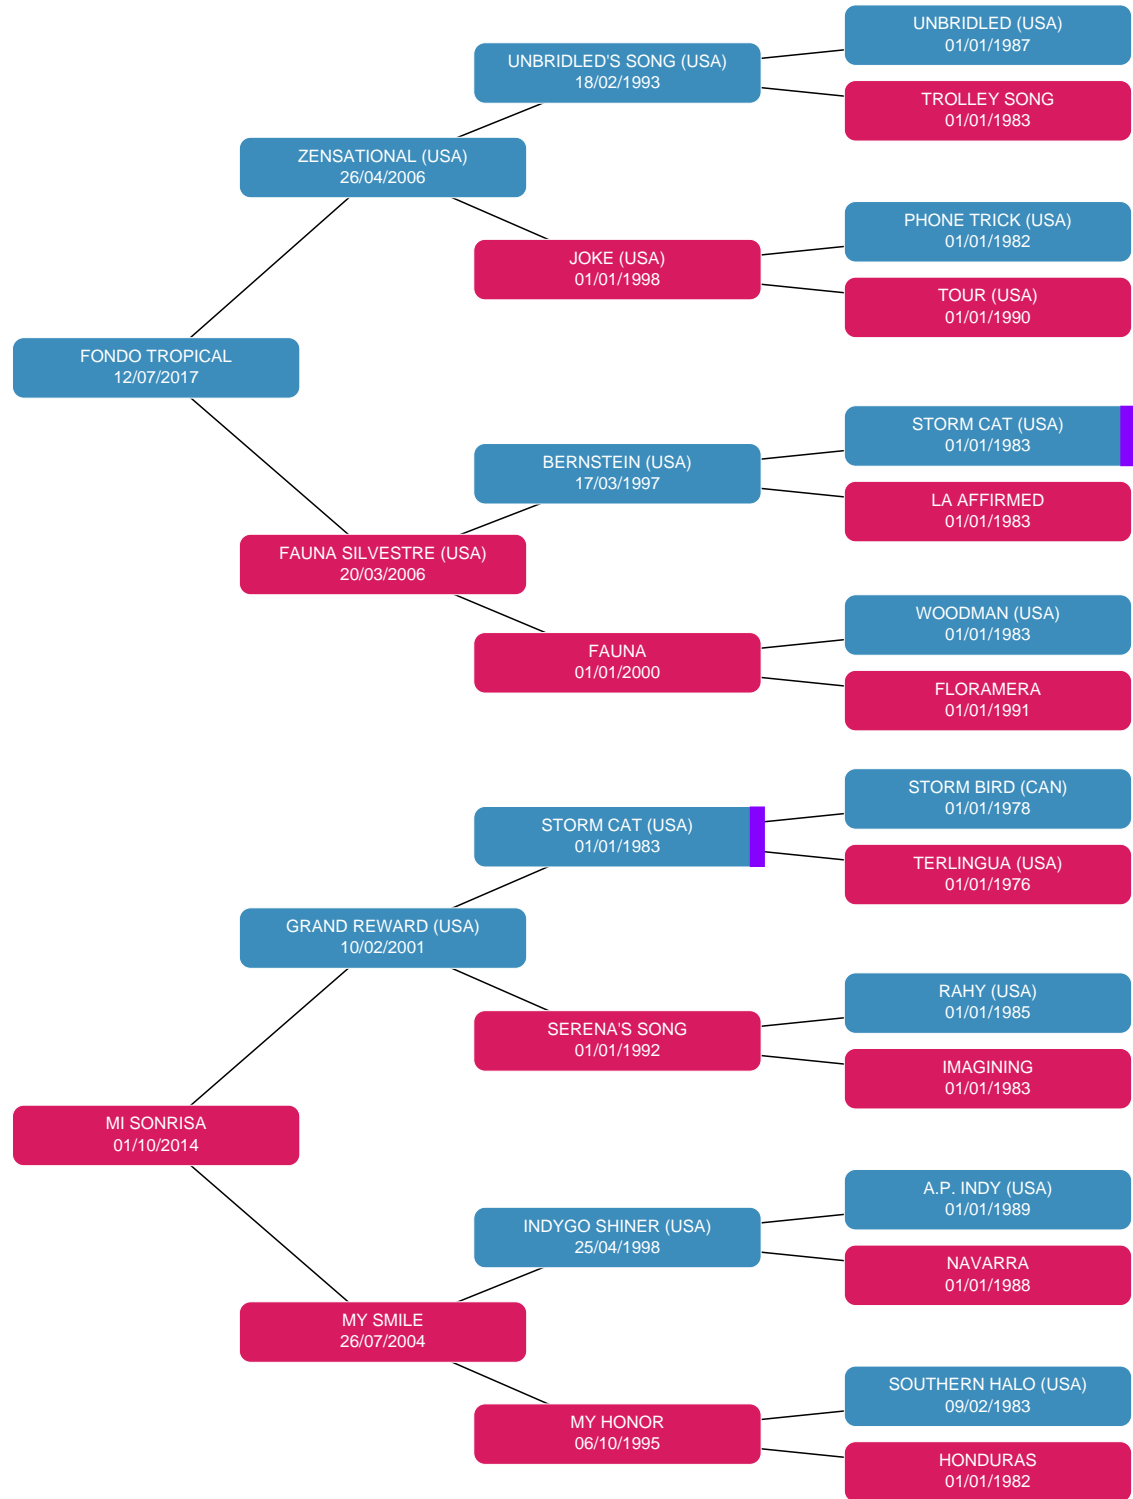 UNBRIDLED (USA)
01/01/1987
UNBRIDLED'S SONG (USA)
18/02/1993
TROLLEY SONG
01/01/1983
ZENSATIONAL (USA)
26/04/2006
PHONE TRICK (USA)
01/01/1982
JOKE (USA)
01/01/1998
TOUR (USA)
01/01/1990
FONDO TROPICAL
12/07/2017
STORM CAT (USA)
01/01/1983
BERNSTEIN (USA)
17/03/1997
LA AFFIRMED
01/01/1983
FAUNA SILVESTRE (USA)
20/03/2006
WOODMAN (USA)
01/01/1983
FAUNA
01/01/2000
FLORAMERA
01/01/1991
STORM BIRD (CAN)
01/01/1978
STORM CAT (USA)
01/01/1983
TERLINGUA (USA)
01/01/1976
GRAND REWARD (USA)
10/02/2001
RAHY (USA)
01/01/1985
SERENA'S SONG
01/01/1992
IMAGINING
01/01/1983
MI SONRISA
01/10/2014
A.P. INDY (USA)
01/01/1989
INDYGO SHINER (USA)
25/04/1998
NAVARRA
01/01/1988
MY SMILE
26/07/2004
SOUTHERN HALO (USA)
09/02/1983
MY HONOR
06/10/1995
HONDURAS
01/01/1982